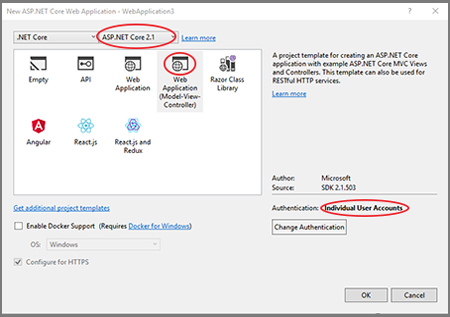 New ASP.NET Core Web Application - WebApplication3
.NET Core
ASP.NET Core 2.1
Learn more
Empty
API
Web
Application
Web
Application
(Model-View-
Controller)
Razor Class
Library
Angular
React.js
React.js and
Redux
A project template for creating an ASP.NET Core
application with example ASP.NET Core MVC Views
and Controllers. This template can also be used for
RESTful HTTP services.
Learn more
Author: Microsoft
Source: SDK 2.1.503
Get additional project templates
Authentication: Individual User Accounts
Enable Docker Support (Requires Docker for Windows)
Change Authentication
OS: Windows
Configure for HTTPS
OK
Cancel